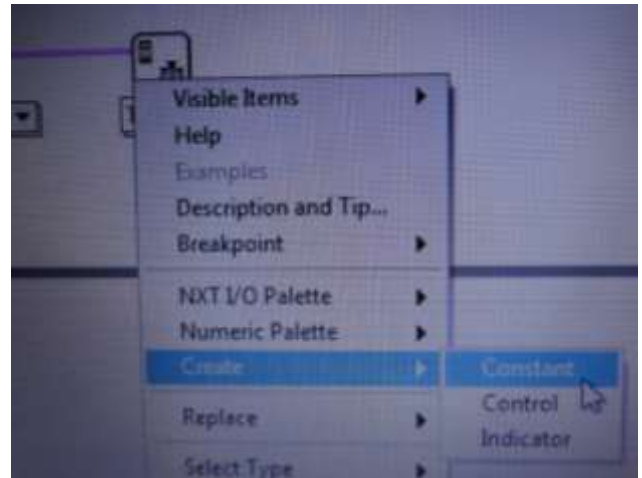 Visible Items
Help
Examples
Description and Tip...
Breakpoint
NXT I/O Palette
Numeric Palette
Create
Constant
Control
Replace
Indicator
Select Type